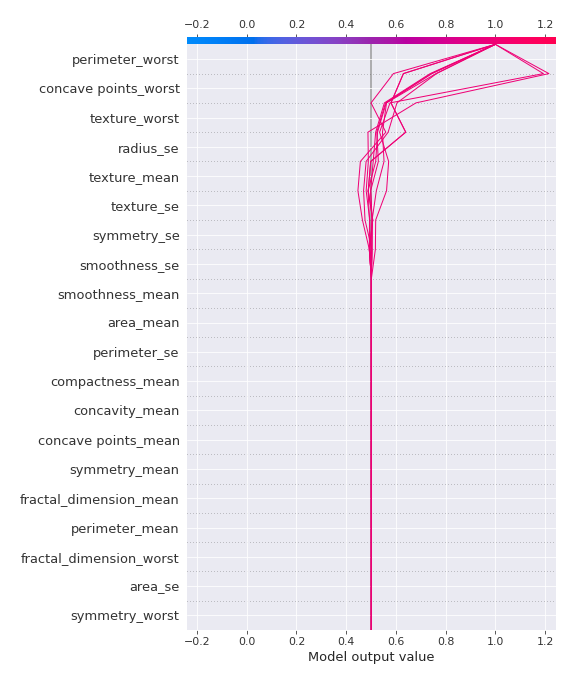 −0.2 0.0 0.2 0.4 0.6 0.8 1.0 1.2
perimeter_worst
concave points_worst
texture_worst
radius_se
texture_mean
texture_se
symmetry_se
smoothness_se
smoothness_mean
area_mean
perimeter_se
compactness_mean
concavity_mean
concave points_mean
symmetry_mean
fractal_dimension_mean
perimeter_mean
fractal_dimension_worst
area_se
symmetry_worst
−0.2 0.0 0.2 0.4 0.6 0.8 1.0 1.2
Model output value